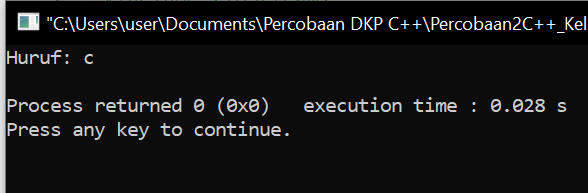 "C:\Users\user\Documents\Percobaan DKP C++\Percobaan2C++_Kel
Huruf: c
Process returned 0 (0x0)   execution time : 0.028 s
Press any key to continue.